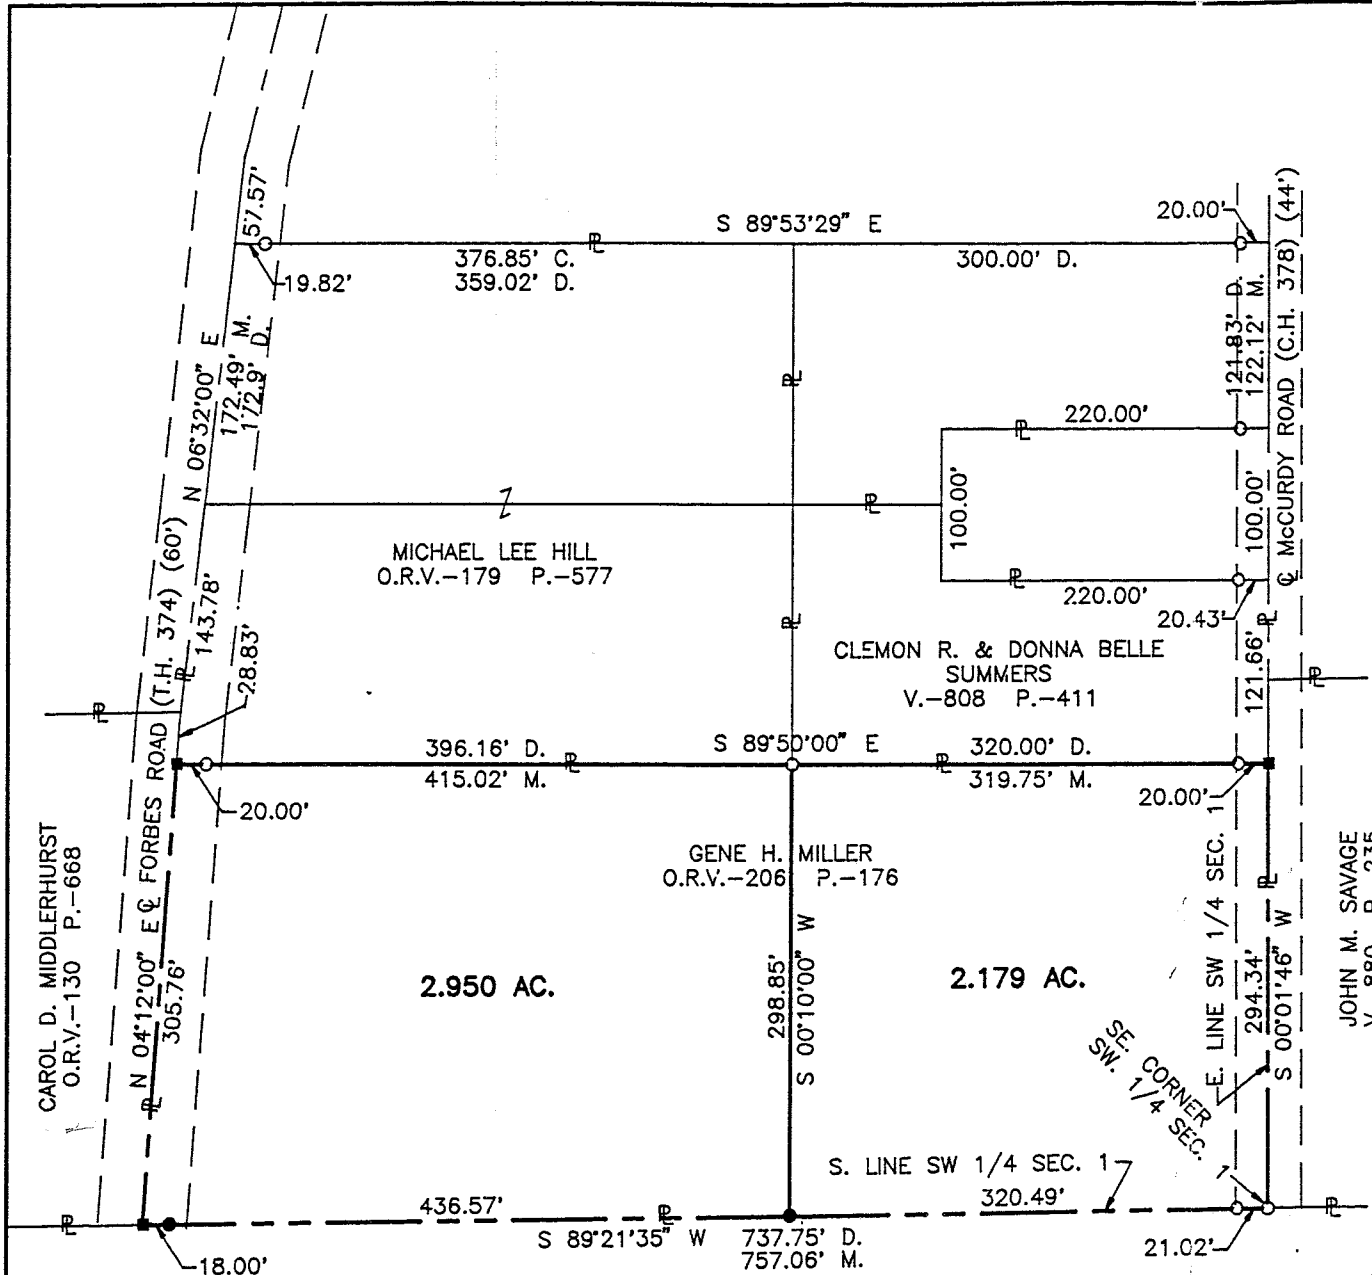 57.57'
S 89°53'29" E
20.00'
376.85' C.
359.02' D.
300.00' D.
19.82'
N 06°32'00" E
172.49' M.
172.9' D.
121.83' D.
122.12' M.
220.00'
100.00'
100.00'
220.00'
20.43'
℄ McCURDY ROAD (C.H. 378) (44')
MICHAEL LEE HILL
O.R.V.-179 P.-577
143.78'
28.83'
CLEMON R. & DONNA BELLE
SUMMERS
V.-808 P.-411
121.66'
396.16' D.
415.02' M.
S 89°50'00" E
320.00' D.
319.75' M.
20.00'
20.00'
℄ FORBES ROAD (T.H. 374) (60')
GENE H. MILLER
O.R.V.-206 P.-176
CAROL D. MIDDLERHURST
O.R.V.-130 P.-668
N 04°12'00" E
305.76'
2.950 AC.
298.85'
S 00°10'00" W
2.179 AC.
E. LINE SW 1/4 SEC. 1
294.34'
S 00°01'46" W
JOHN M. SAVAGE
V.-880 P.-235
SE. CORNER
SW. 1/4 SEC. 1
S. LINE SW 1/4 SEC. 1
436.57'
320.49'
S 89°21'35" W
737.75' D.
757.06' M.
18.00'
21.02'